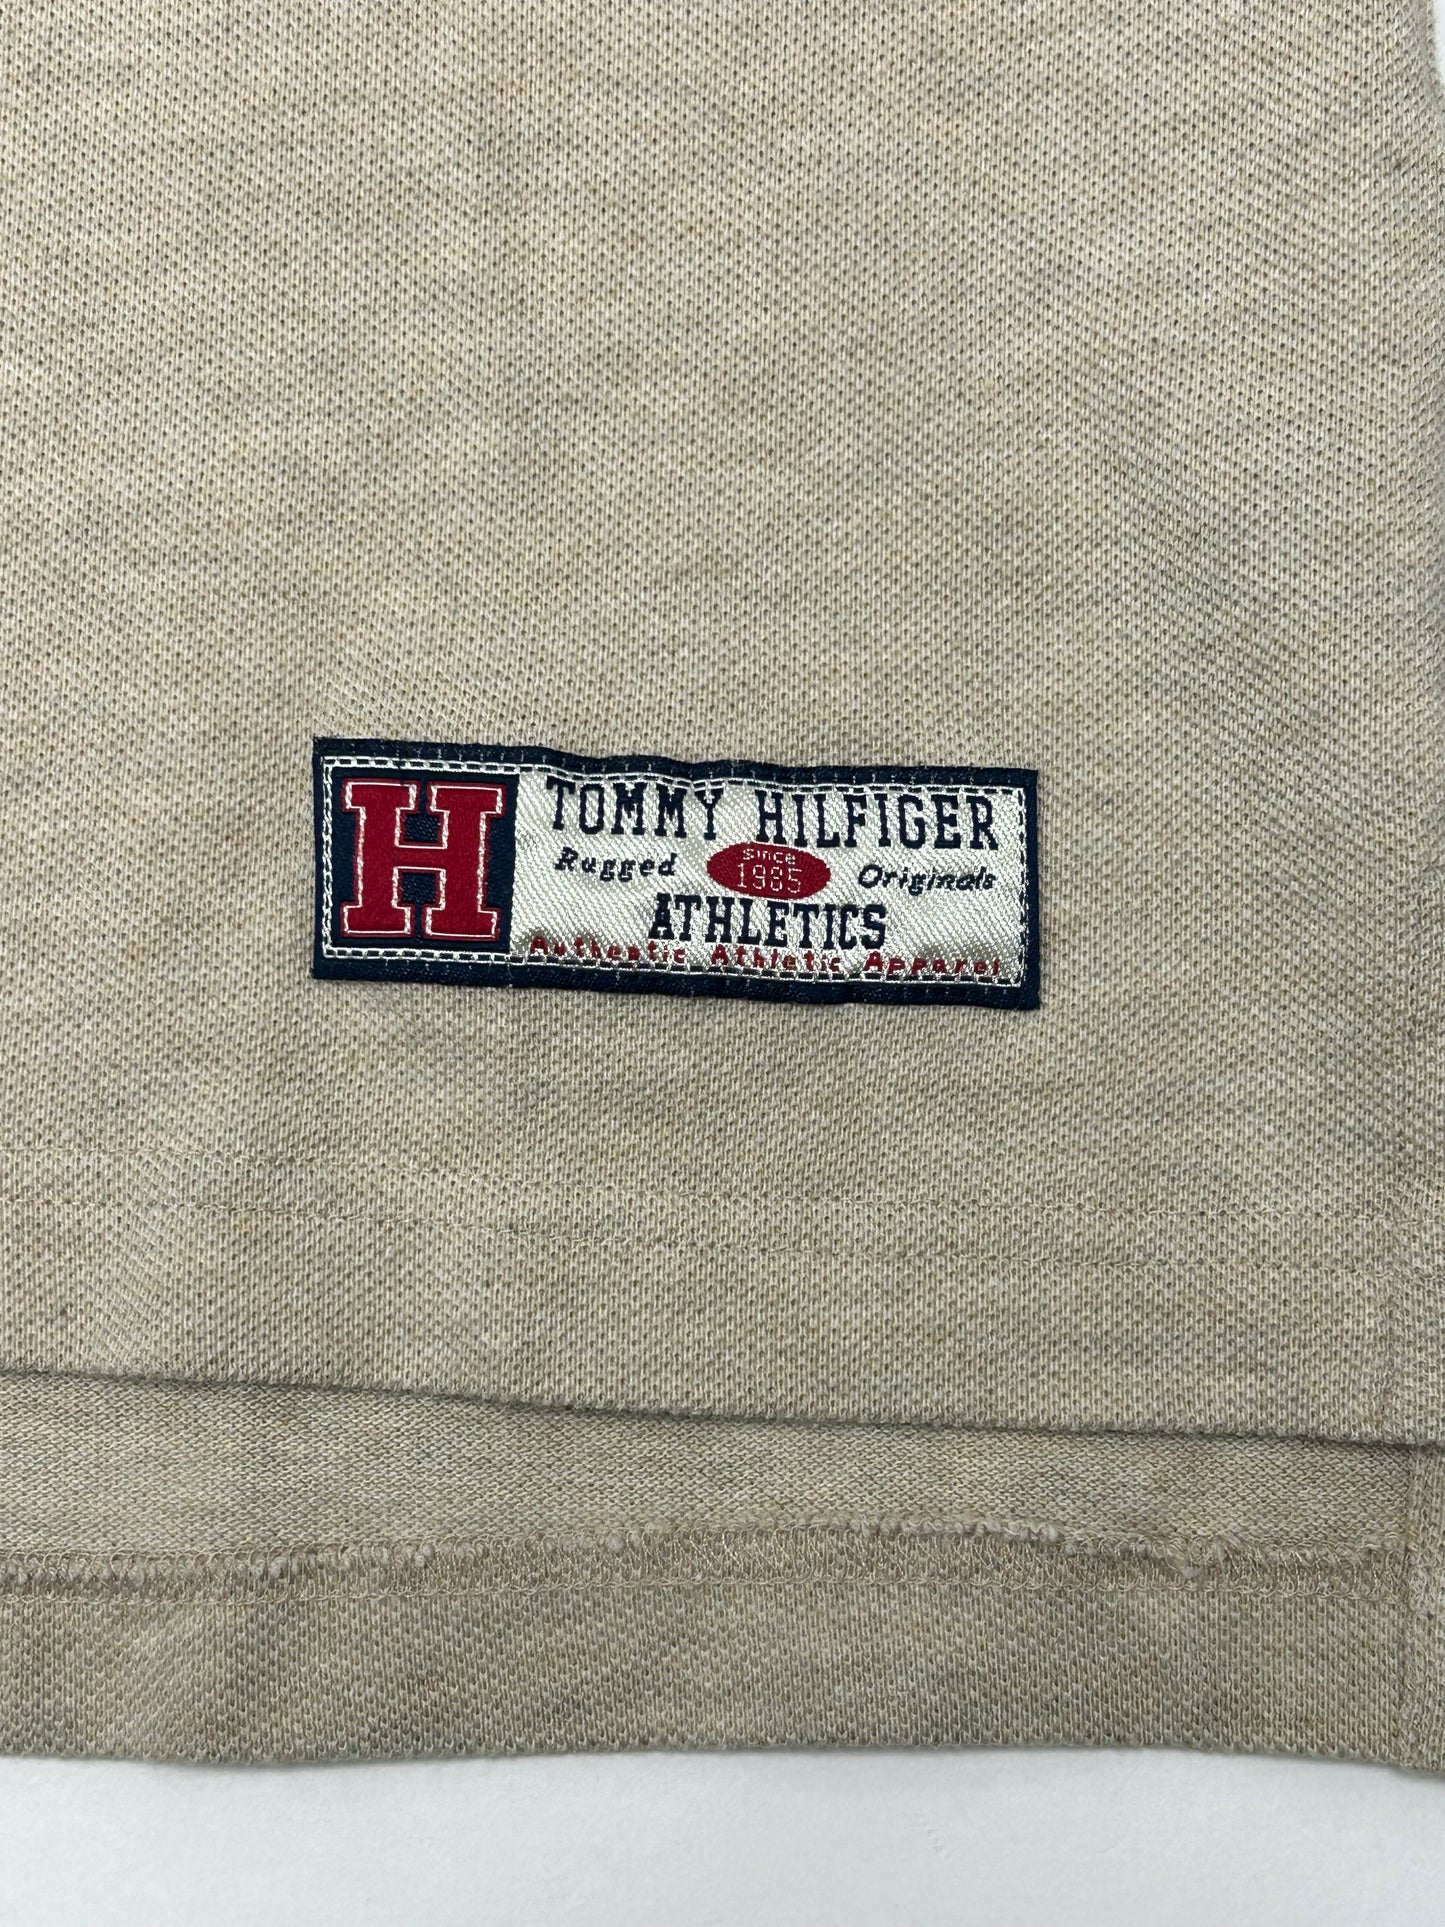 H
TOMMY HILFIGER
Rugged since 1985 Originals
ATHLETICS
Authentic Athletic Apparel